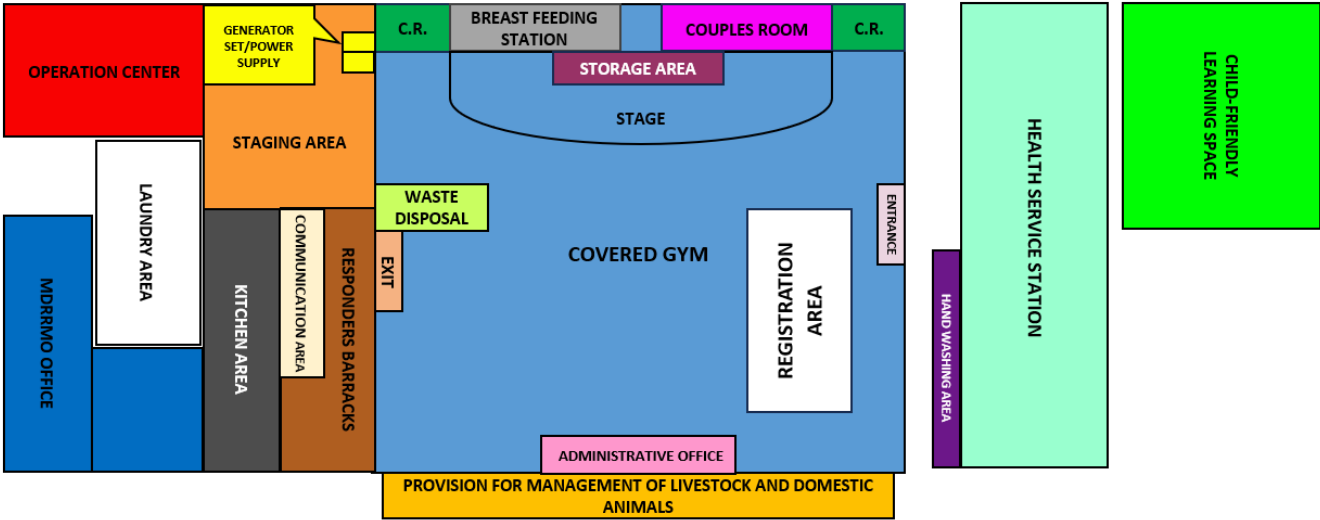 OPERATION CENTER
GENERATOR
SET/POWER
SUPPLY
C.R.
BREAST FEEDING
STATION
COUPLES ROOM
C.R.
STORAGE AREA
STAGE
STAGING AREA
LAUNDRY AREA
WASTE
DISPOSAL
ENTRANCE
COMMUNICATION AREA
RESPONDERS BARRACKS
EXIT
COVERED GYM
REGISTRATION
AREA
MDRRMO OFFICE
KITCHEN AREA
HAND WASHING AREA
HEALTH SERVICE STATION
CHILD-FRIENDLY
LEARNING SPACE
ADMINISTRATIVE OFFICE
PROVISION FOR MANAGEMENT OF LIVESTOCK AND DOMESTIC
ANIMALS